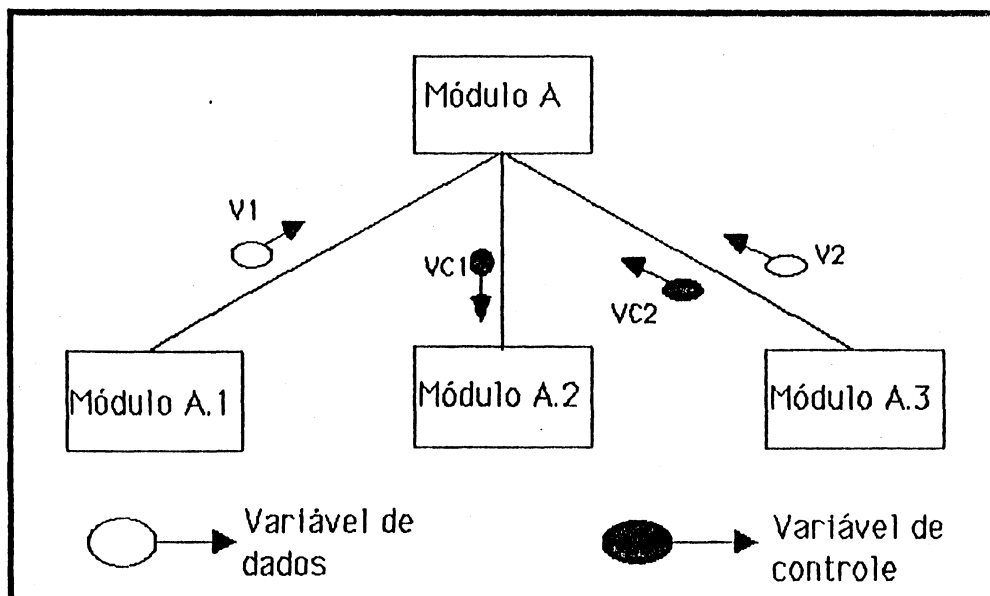 Módulo A
V1
VC1
VC2
V2
Módulo A.1
Módulo A.2
Módulo A.3
Variável de
dados
Variável de
controle